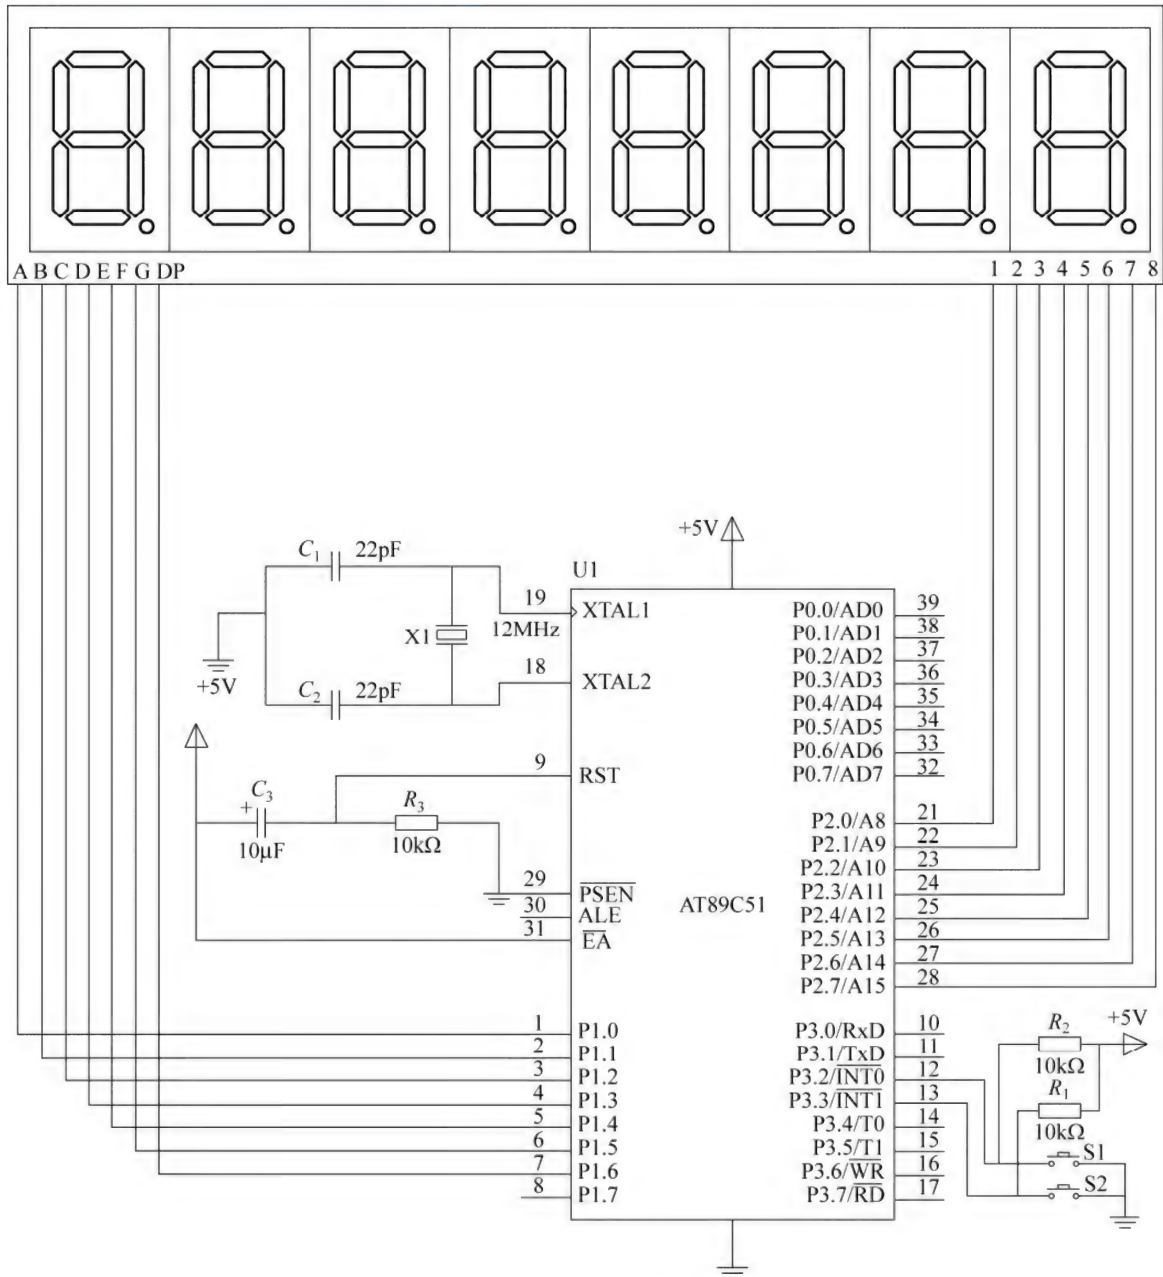 A B C D E F G DP
1 2 3 4 5 6 7 8
+5V
U1
C1 22pF
19 XTAL1
12MHz
X1
18 XTAL2
+5V
C2 22pF
9 RST
C3
+
10μF
R3
10kΩ
29 PSEN
30 ALE
31 EA
AT89C51
1 P1.0
2 P1.1
3 P1.2
4 P1.3
5 P1.4
6 P1.5
7 P1.6
8 P1.7
P0.0/AD0 39
P0.1/AD1 38
P0.2/AD2 37
P0.3/AD3 36
P0.4/AD4 35
P0.5/AD5 34
P0.6/AD6 33
P0.7/AD7 32
P2.0/A8 21
P2.1/A9 22
P2.2/A10 23
P2.3/A11 24
P2.4/A12 25
P2.5/A13 26
P2.6/A14 27
P2.7/A15 28
P3.0/RxD 10
P3.1/TxD 11
P3.2/INT0 12
P3.3/INT1 13
P3.4/T0 14
P3.5/T1 15
P3.6/WR 16
P3.7/RD 17
R2
10kΩ
+5V
R1
10kΩ
S1
S2